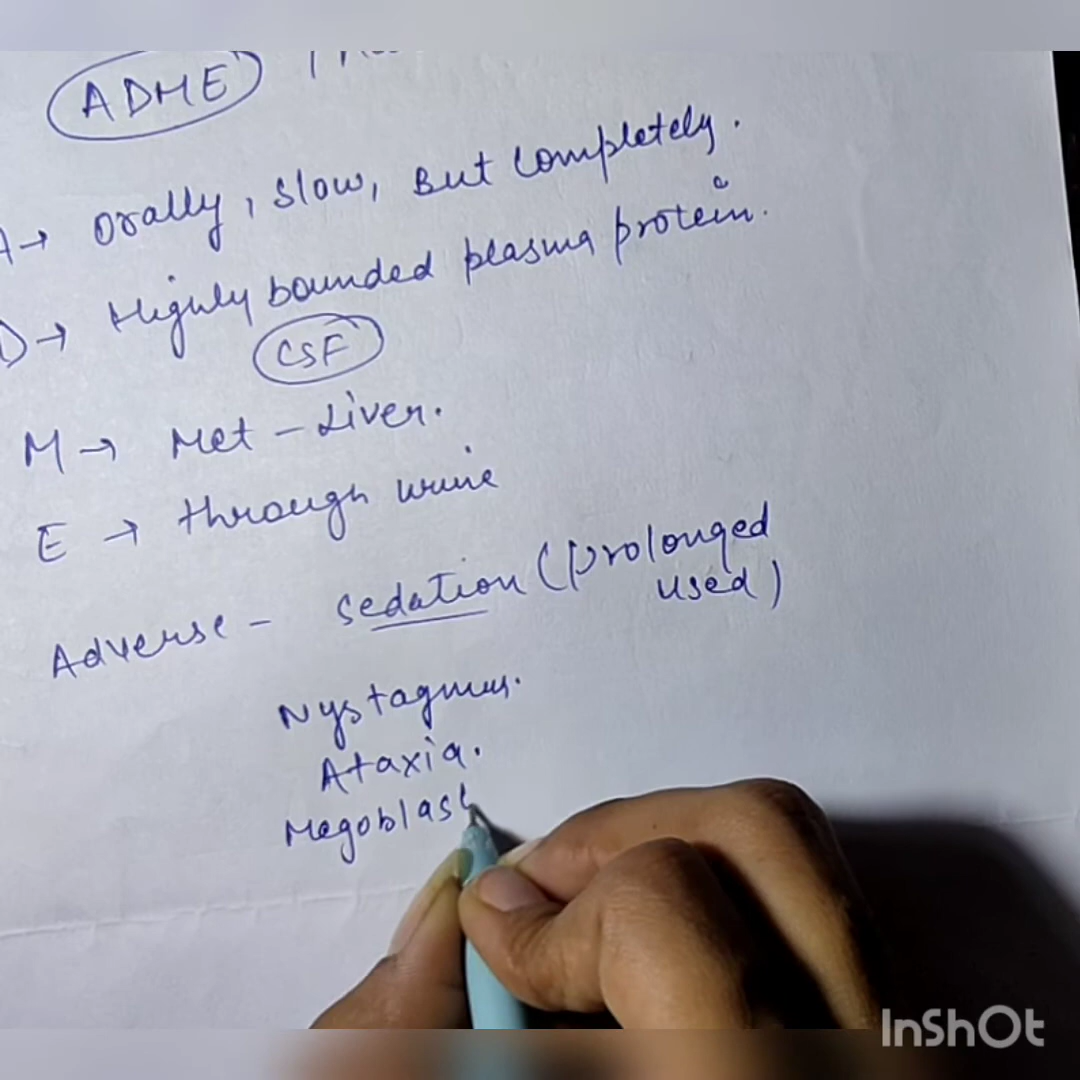 ADME
A→ Orally, slow, But Completely.
D→ Highly bounded plasma protein.
CSF
M→ Met - Liver.
E → through urine
Adverse - sedation (prolonged
used)
Nystagmus.
Ataxia.
Megoblast
InShOt